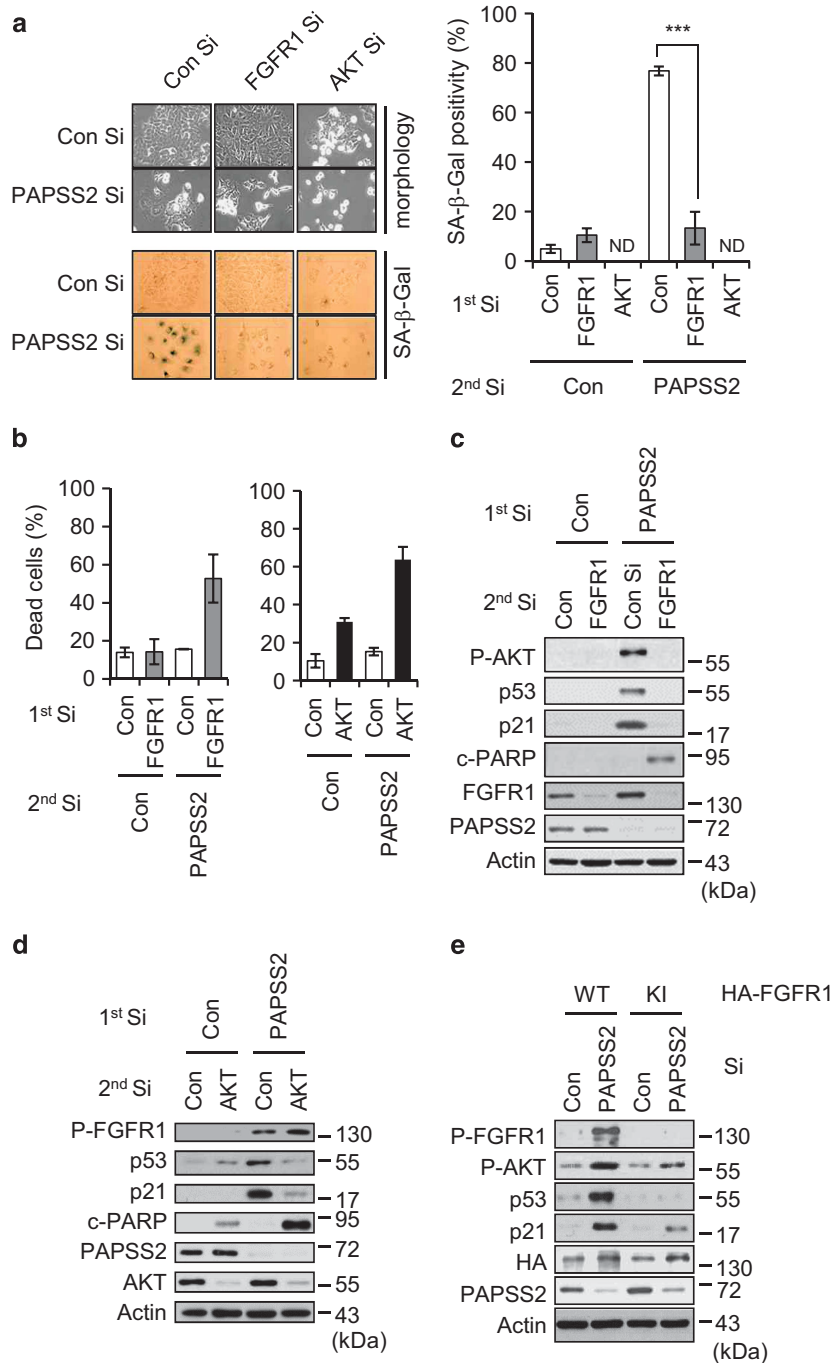 a
Con Si
FGFR1 Si
AKT Si
Con Si
PAPSS2 Si
morphology
Con Si
PAPSS2 Si
SA-β-Gal
SA-β-Gal positivity (%)
100
80
60
40
20
0
***
ND
ND
1st Si
Con
FGFR1
AKT
Con
FGFR1
AKT
2nd Si
Con
PAPSS2
b
Dead cells (%)
100
80
60
40
20
0
100
80
60
40
20
0
1st Si
Con
FGFR1
Con
FGFR1
Con
AKT
Con
AKT
2nd Si
Con
PAPSS2
Con
PAPSS2
c
1st Si
Con
PAPSS2
2nd Si
Con
FGFR1
Con Si
FGFR1
P-AKT
55
p53
55
p21
17
c-PARP
95
FGFR1
130
PAPSS2
72
Actin
43
(kDa)
d
1st Si
Con
PAPSS2
2nd Si
Con
AKT
Con
AKT
P-FGFR1
130
p53
55
p21
17
c-PARP
95
PAPSS2
72
AKT
55
Actin
43
(kDa)
e
WT
KI
HA-FGFR1
Con
PAPSS2
Con
PAPSS2
Si
P-FGFR1
130
P-AKT
55
p53
55
p21
17
HA
130
PAPSS2
72
Actin
43
(kDa)